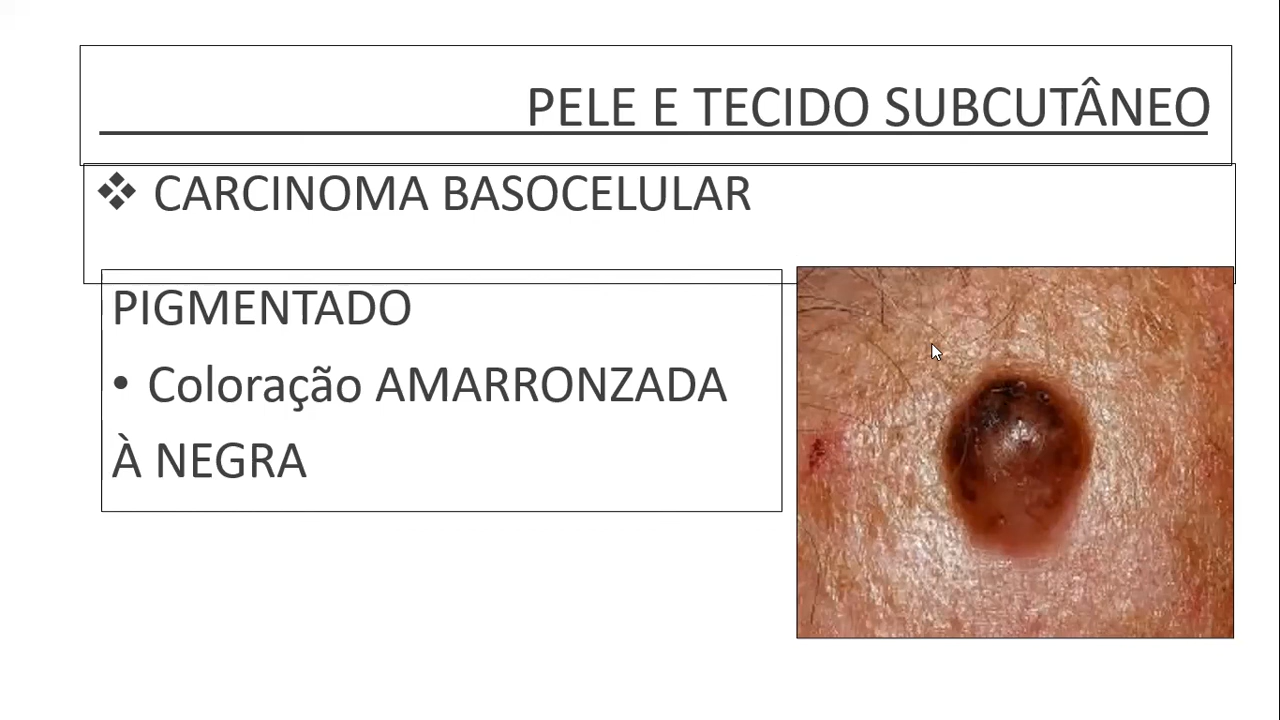 PELE E TECIDO SUBCUTÂNEO
❖ CARCINOMA BASOCELULAR
PIGMENTADO
• Coloração AMARRONZADA
À NEGRA